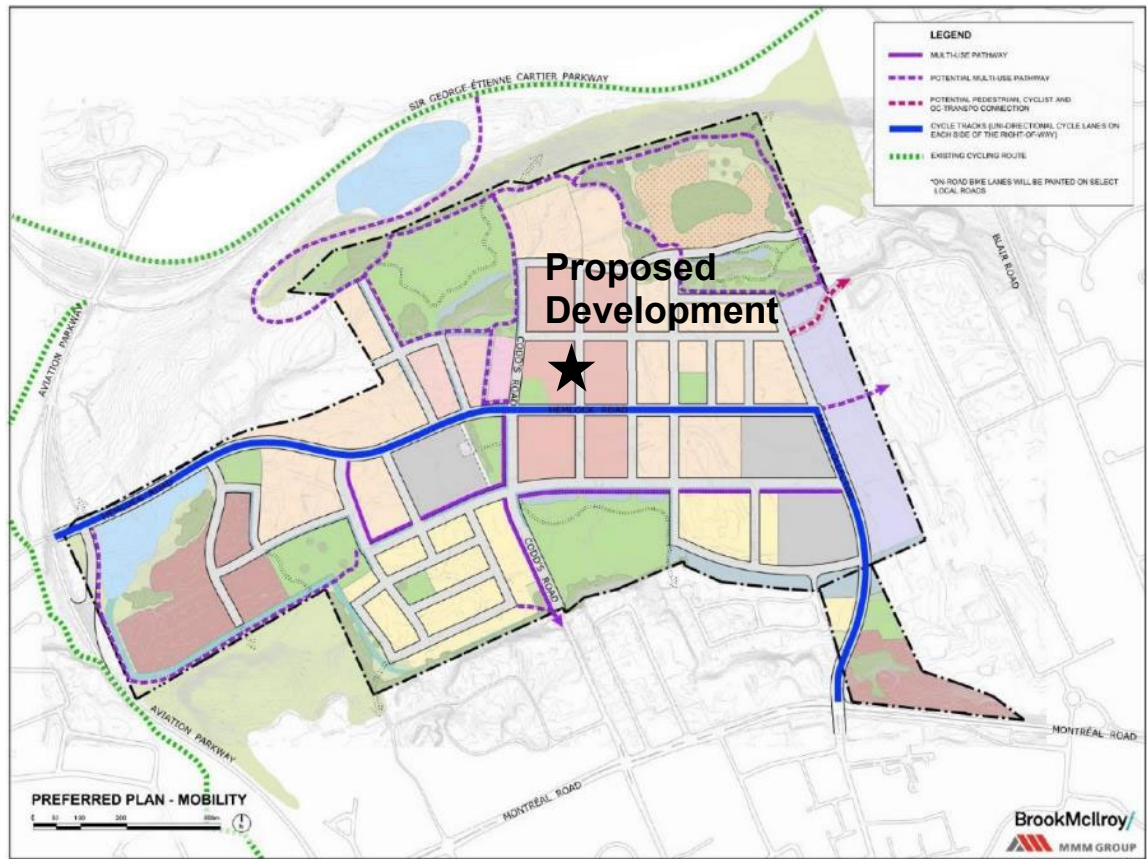 LEGEND
MULTI-USE PATHWAY
POTENTIAL MULTI-USE PATHWAY
POTENTIAL PEDESTRIAN, CYCLIST AND
OC-TRANSPO CONNECTION
CYCLE TRACKS (UNI-DIRECTIONAL CYCLE LANES ON
EACH SIDE OF THE RIGHT-OF-WAY)
EXISTING CYCLING ROUTE
*ON-ROAD BIKE LANES WILL BE PAINTED ON SELECT
LOCAL ROADS
SIR GEORGE-ÉTIENNE CARTIER PARKWAY
BLAIR ROAD
AVIATION PARKWAY
Proposed
Development
CODD'S ROAD
HEMLOCK ROAD
CODD'S ROAD
AVIATION PARKWAY
MONTRÉAL ROAD
MONTRÉAL ROAD
PREFERRED PLAN - MOBILITY
BrookMcIlroy/
MMM GROUP